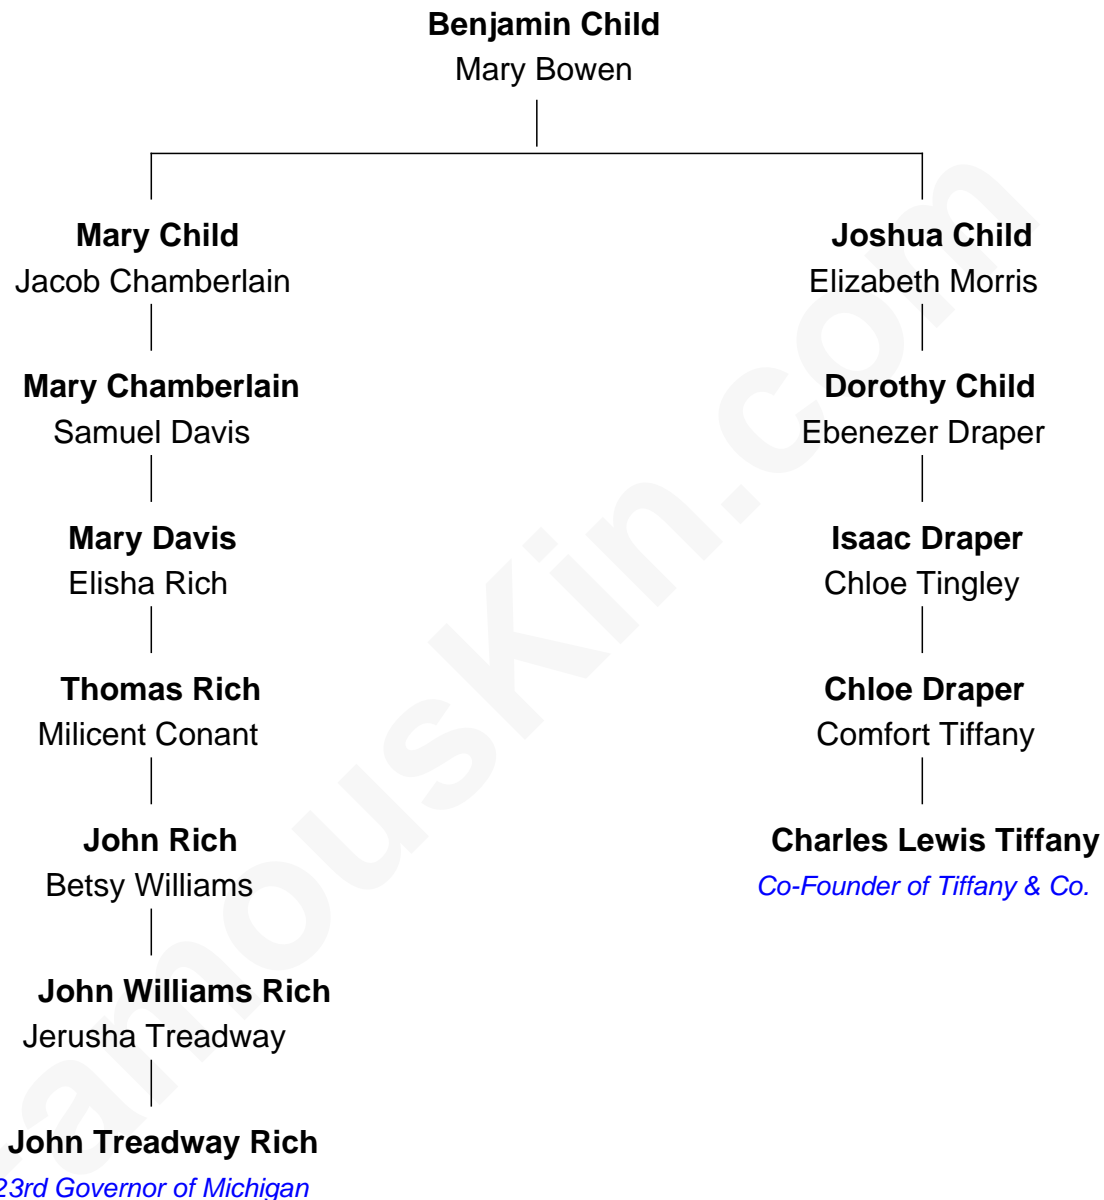 Benjamin Child
Mary Bowen
Mary Child
Jacob Chamberlain
Joshua Child
Elizabeth Morris
Mary Chamberlain
Samuel Davis
Dorothy Child
Ebenezer Draper
Mary Davis
Elisha Rich
Isaac Draper
Chloe Tingley
Thomas Rich
Milicent Conant
Chloe Draper
Comfort Tiffany
John Rich
Betsy Williams
Charles Lewis Tiffany
Co-Founder of Tiffany & Co.
John Williams Rich
Jerusha Treadway
John Treadway Rich
23rd Governor of Michigan
FamousKin.com